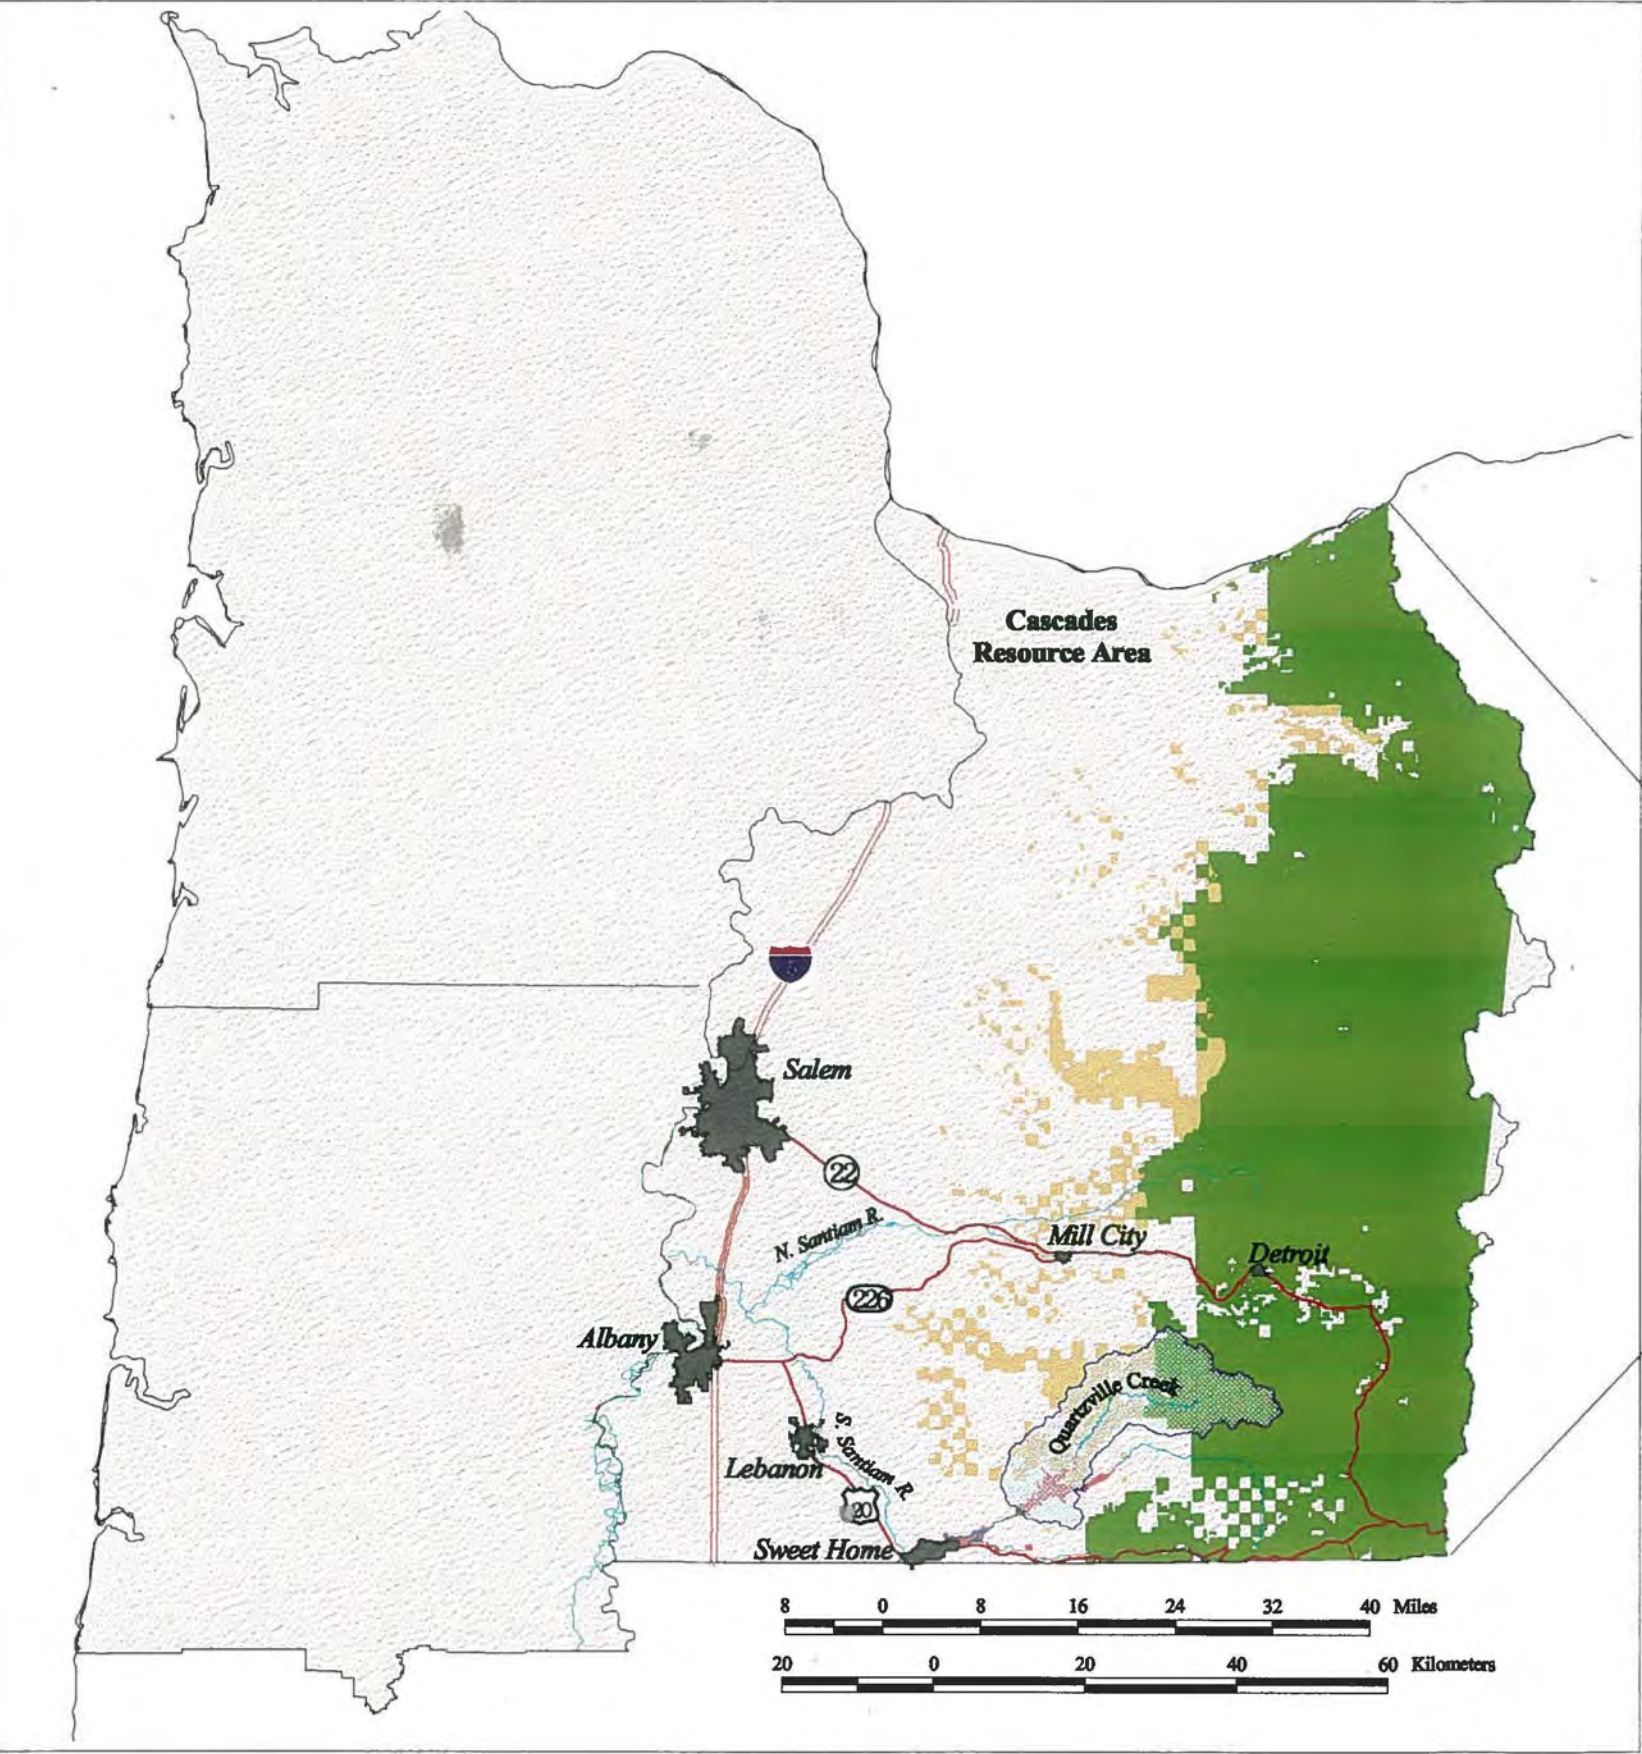 Cascades
Resource Area
5
Salem
22
N. Santiam R.
Mill City
Detroit
226
Albany
Quartzville Creek
S. Santiam R.
Lebanon
20
Sweet Home
8 0 8 16 24 32 40 Miles
20 0 20 40 60 Kilometers